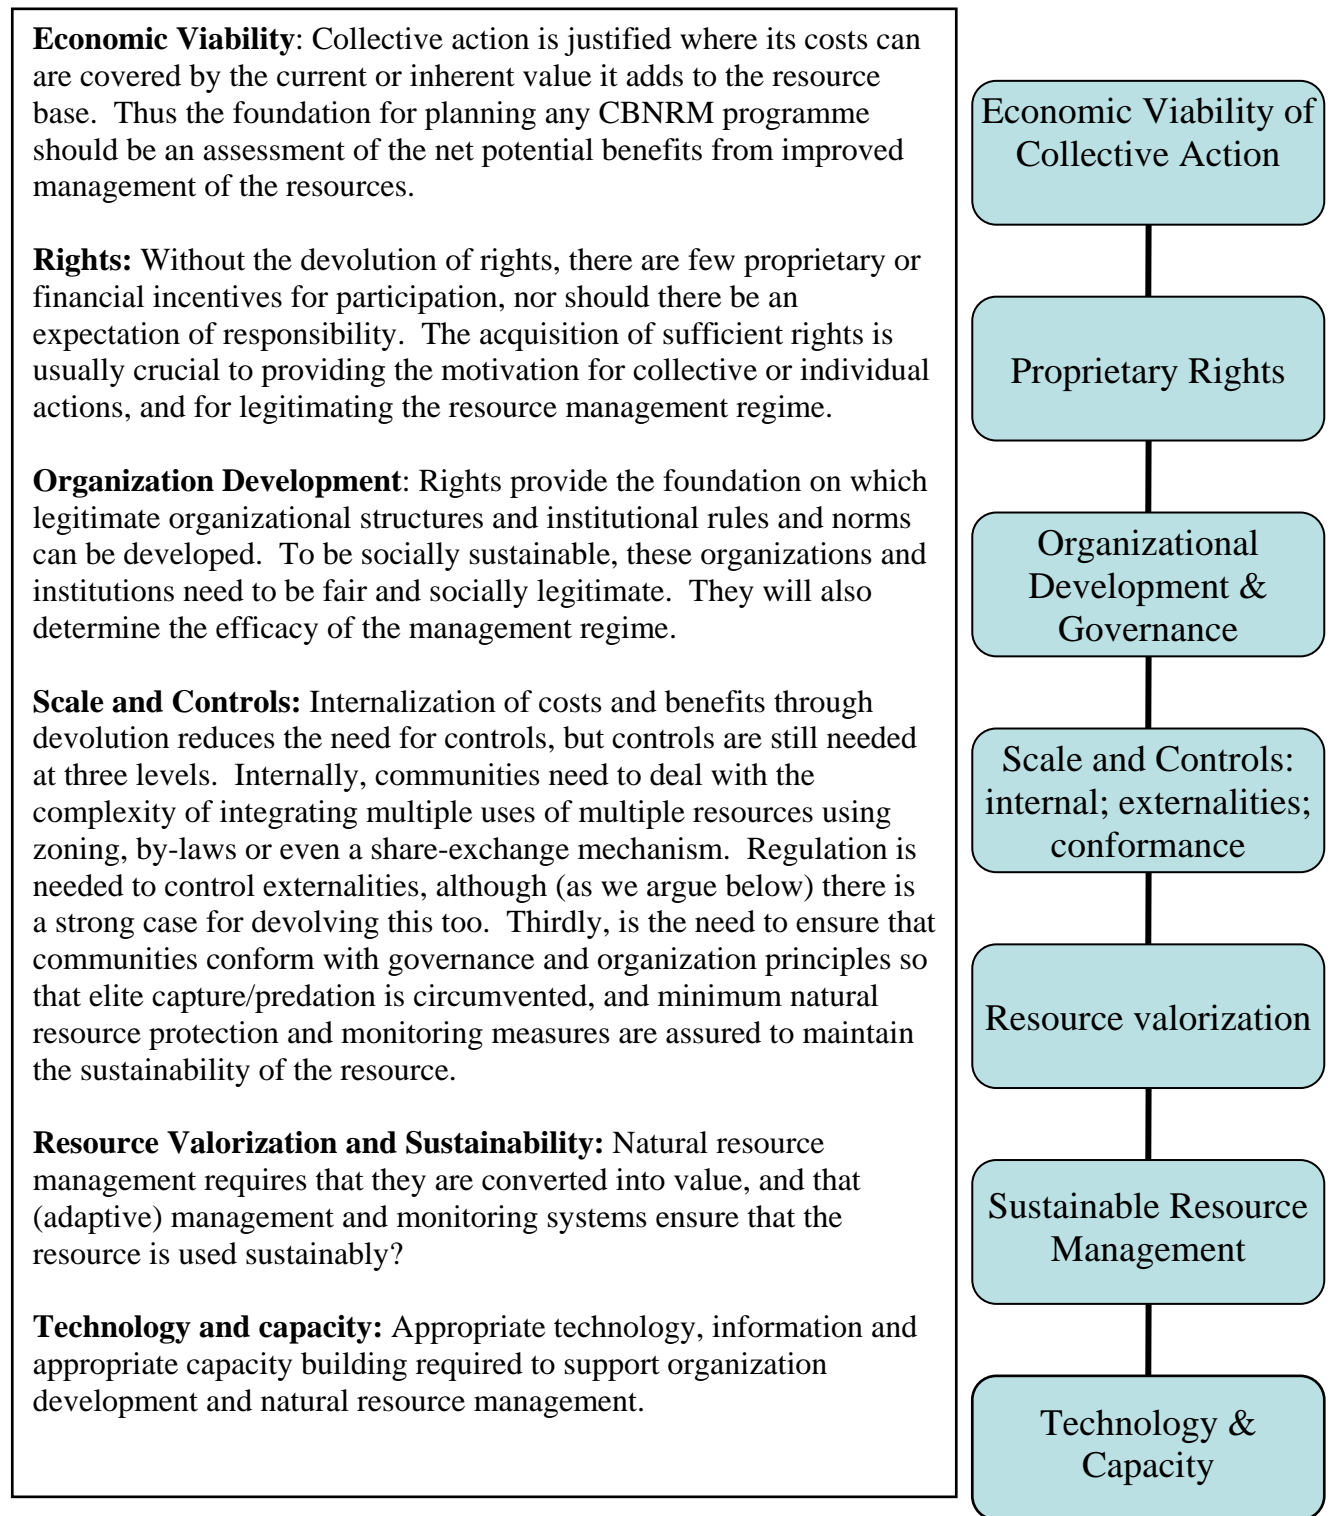 Economic Viability: Collective action is justified where its costs can
are covered by the current or inherent value it adds to the resource
base.  Thus the foundation for planning any CBNRM programme
should be an assessment of the net potential benefits from improved
management of the resources.
Rights: Without the devolution of rights, there are few proprietary or
financial incentives for participation, nor should there be an
expectation of responsibility.  The acquisition of sufficient rights is
usually crucial to providing the motivation for collective or individual
actions, and for legitimating the resource management regime.
Organization Development: Rights provide the foundation on which
legitimate organizational structures and institutional rules and norms
can be developed.  To be socially sustainable, these organizations and
institutions need to be fair and socially legitimate.  They will also
determine the efficacy of the management regime.
Scale and Controls: Internalization of costs and benefits through
devolution reduces the need for controls, but controls are still needed
at three levels.  Internally, communities need to deal with the
complexity of integrating multiple uses of multiple resources using
zoning, by-laws or even a share-exchange mechanism.  Regulation is
needed to control externalities, although (as we argue below) there is
a strong case for devolving this too.  Thirdly, is the need to ensure that
communities conform with governance and organization principles so
that elite capture/predation is circumvented, and minimum natural
resource protection and monitoring measures are assured to maintain
the sustainability of the resource.
Resource Valorization and Sustainability: Natural resource
management requires that they are converted into value, and that
(adaptive) management and monitoring systems ensure that the
resource is used sustainably?
Technology and capacity: Appropriate technology, information and
appropriate capacity building required to support organization
development and natural resource management.
Economic Viability of
Collective Action
Proprietary Rights
Organizational
Development &
Governance
Scale and Controls:
internal; externalities;
conformance
Resource valorization
Sustainable Resource
Management
Technology &
Capacity